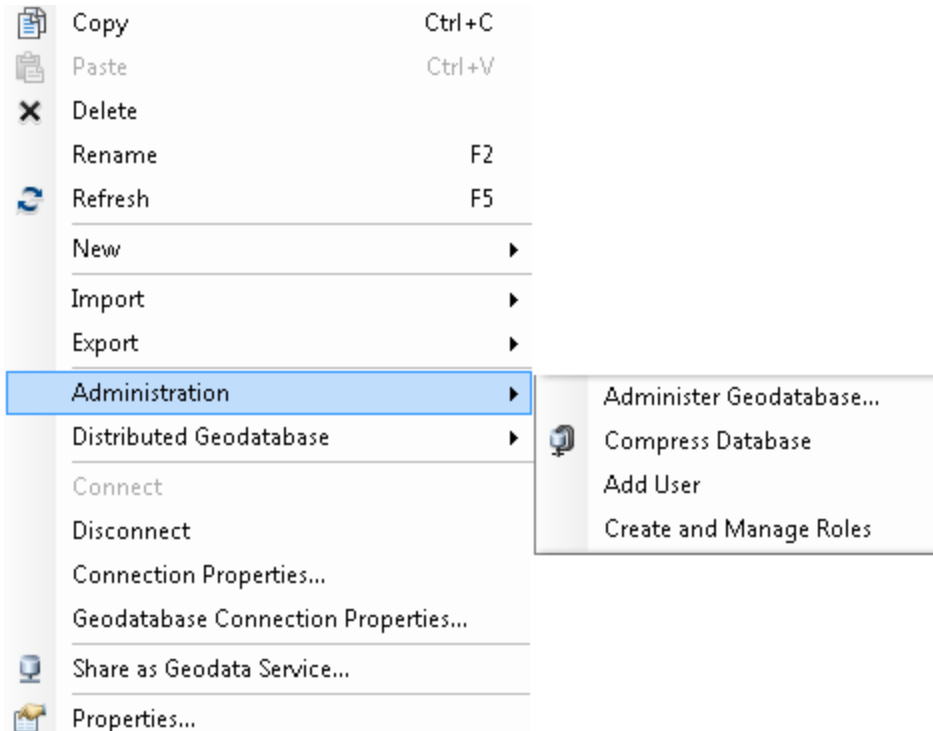 Copy Ctrl+C
Paste Ctrl+V
Delete
Rename F2
Refresh F5
New
Import
Export
Administration
Administer Geodatabase...
Distributed Geodatabase
Compress Database
Connect
Add User
Disconnect
Create and Manage Roles
Connection Properties...
Geodatabase Connection Properties...
Share as Geodata Service...
Properties...